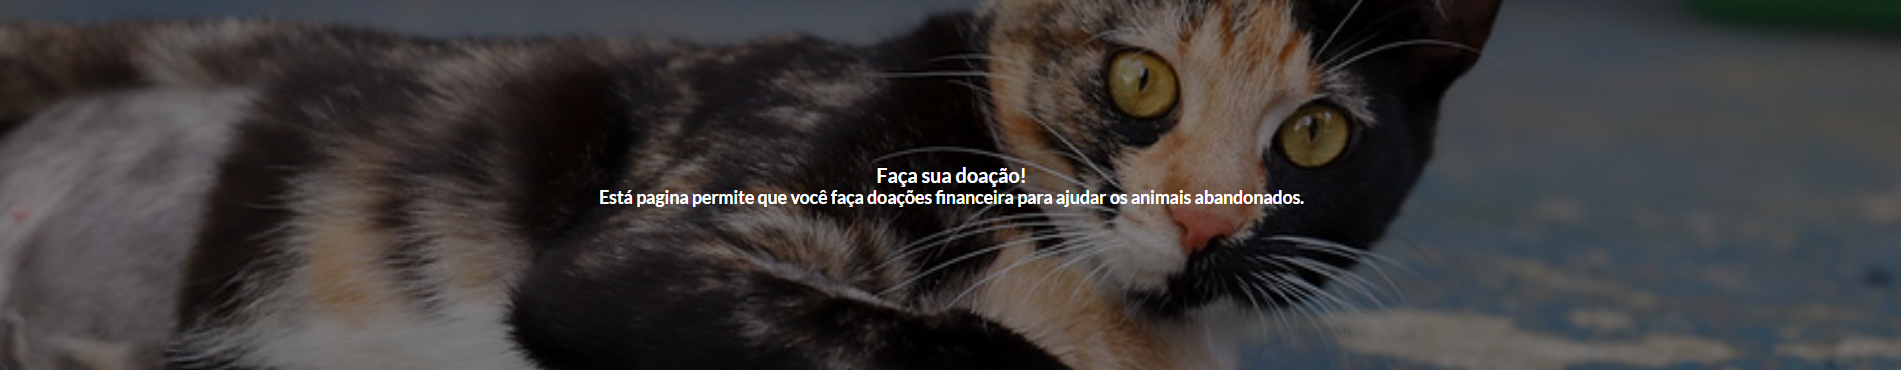 Faça sua doação!
Está pagina permite que você faça doações financeira para ajudar os animais abandonados.